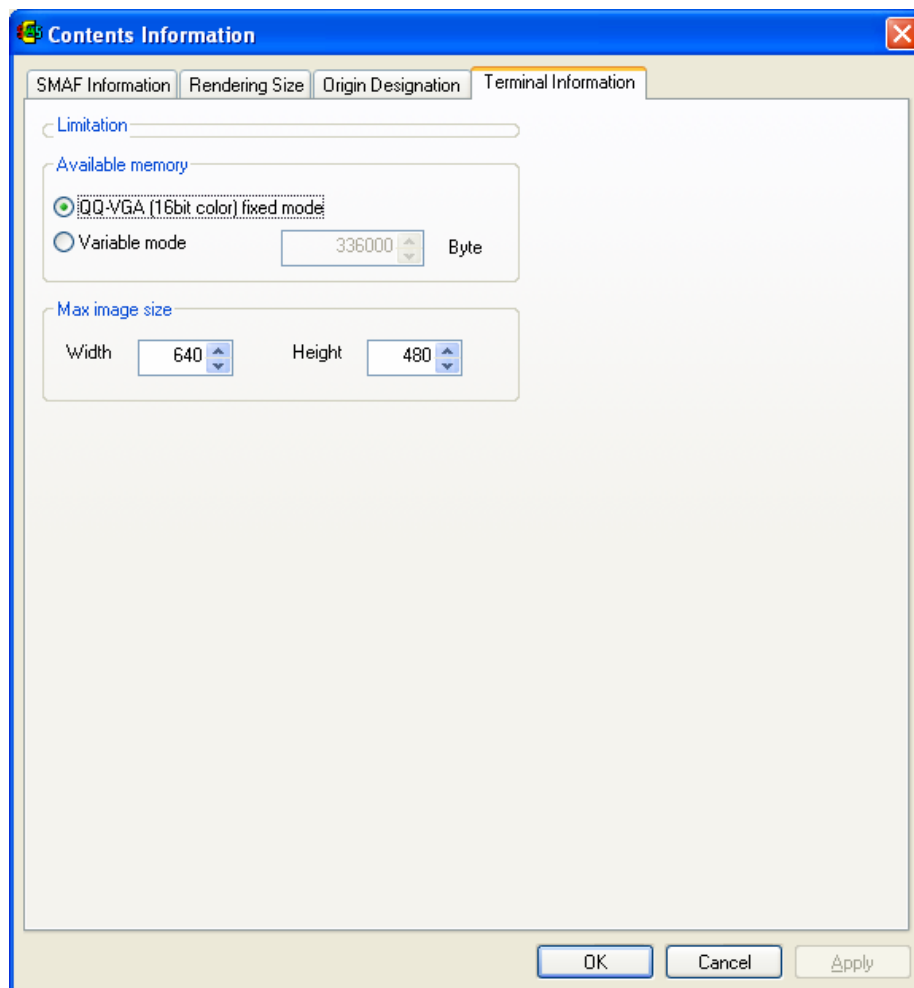 Contents Information
SMAF Information Rendering Size Origin Designation Terminal Information
Limitation
Available memory
QQ-VGA (16bit color) fixed mode
Variable mode 336000 Byte
Max image size
Width 640 Height 480
OK Cancel Apply